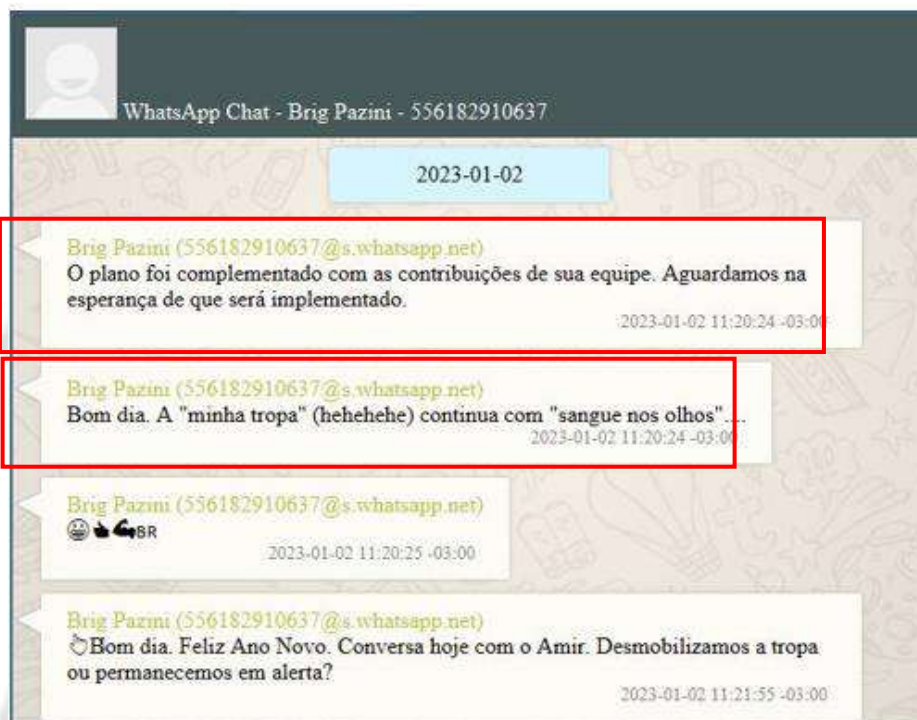 WhatsApp Chat - Brig Pazini - 556182910637
2023-01-02
Brig Pazini (556182910637@s.whatsapp.net)
O plano foi complementado com as contribuições de sua equipe. Aguardamos na
esperança de que será implementado.
2023-01-02 11:20:24 -03:00
Brig Pazini (556182910637@s.whatsapp.net)
Bom dia. A "minha tropa" (hehehehe) continua com "sangue nos olhos"....
2023-01-02 11:20:24 -03:00
Brig Pazini (556182910637@s.whatsapp.net)
😀👍💪BR
2023-01-02 11:20:25 -03:00
Brig Pazini (556182910637@s.whatsapp.net)
👆Bom dia. Feliz Ano Novo. Conversa hoje com o Amir. Desmobilizamos a tropa
ou permanecemos em alerta?
2023-01-02 11:21:55 -03:00